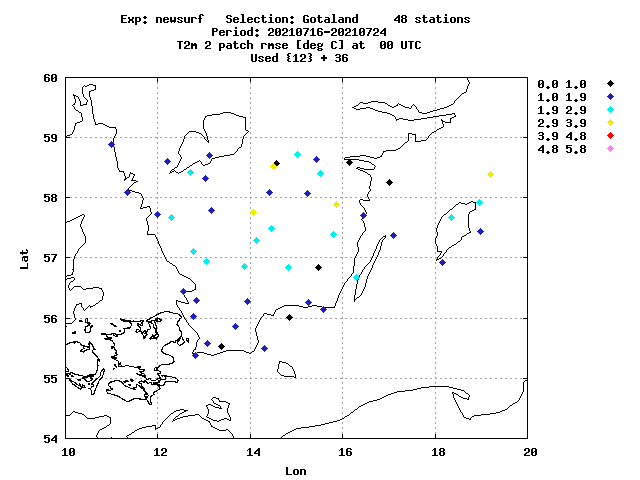 Exp: newsurf Selection: Gotaland 48 stations
Period: 20210716-20210724
T2m 2 patch rmse [deg C] at 00 UTC
Used {12} + 36
60
59
58
57
56
55
54
Lat
10 12 14 16 18 20
Lon
0.0 1.0
1.0 1.9
1.9 2.9
2.9 3.9
3.9 4.8
4.8 5.8